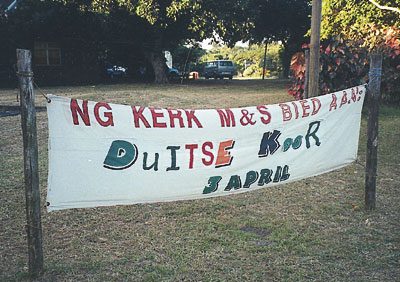 NG KERK M&S BIED AAN:
DUITSE KOOR
3 APRIL